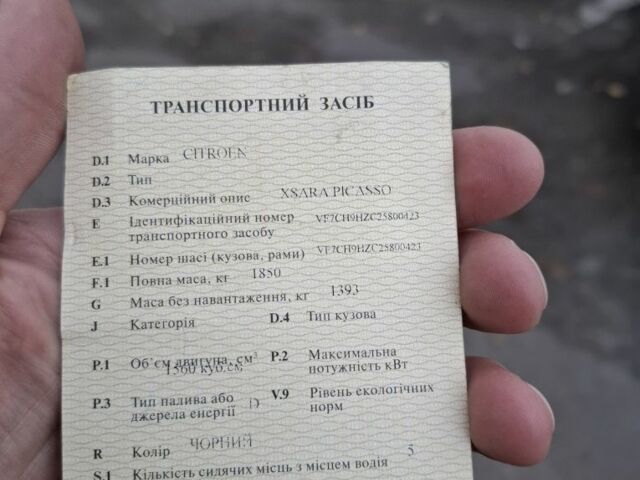 ТРАНСПОРТНИЙ ЗАСІБ
D.1 Марка CITROEN
D.2 Тип
D.3 Комерційний опис XSARA PICASSO
E Ідентифікаційний номер транспортного засобу VF7CH9HZC25800423
E.1 Номер шасі (кузова, рами) VF7CH9HZC25800423
F.1 Повна маса, кг 1850
G Маса без навантаження, кг 1393
J Категорія D.4 Тип кузова
P.1 Об'єм двигуна, см³ 1560 куб.см P.2 Максимальна потужність кВт
P.3 Тип палива або джерела енергії D V.9 Рівень екологічних норм
R Колір ЧОРНИЙ
S.1 Кількість сидячих місць з місцем водія 5